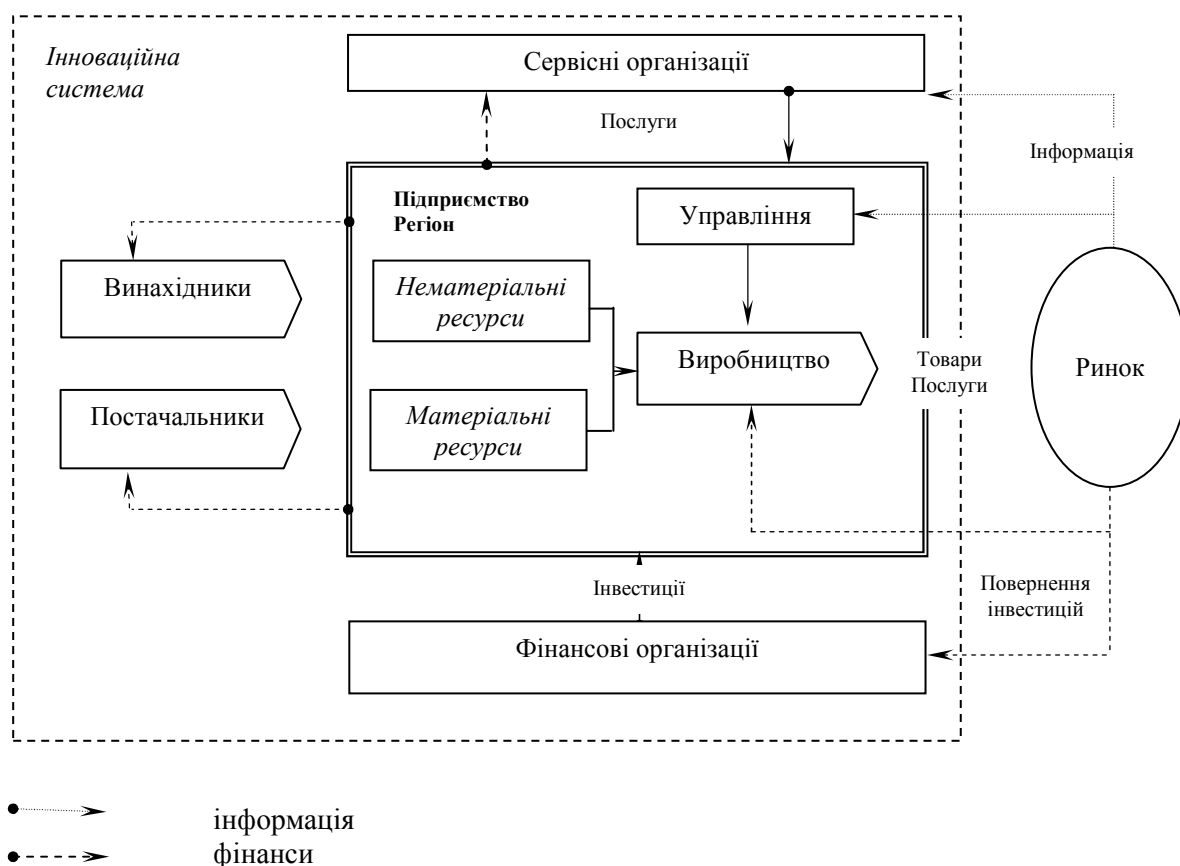 Інноваційна
система
Сервісні організації
Послуги
Інформація
Підприємство
Регіон
Управління
Винахідники
Нематеріальні
ресурси
Виробництво
Товари
Послуги
Ринок
Постачальники
Матеріальні
ресурси
Інвестиції
Повернення
інвестицій
Фінансові організації
інформація
фінанси